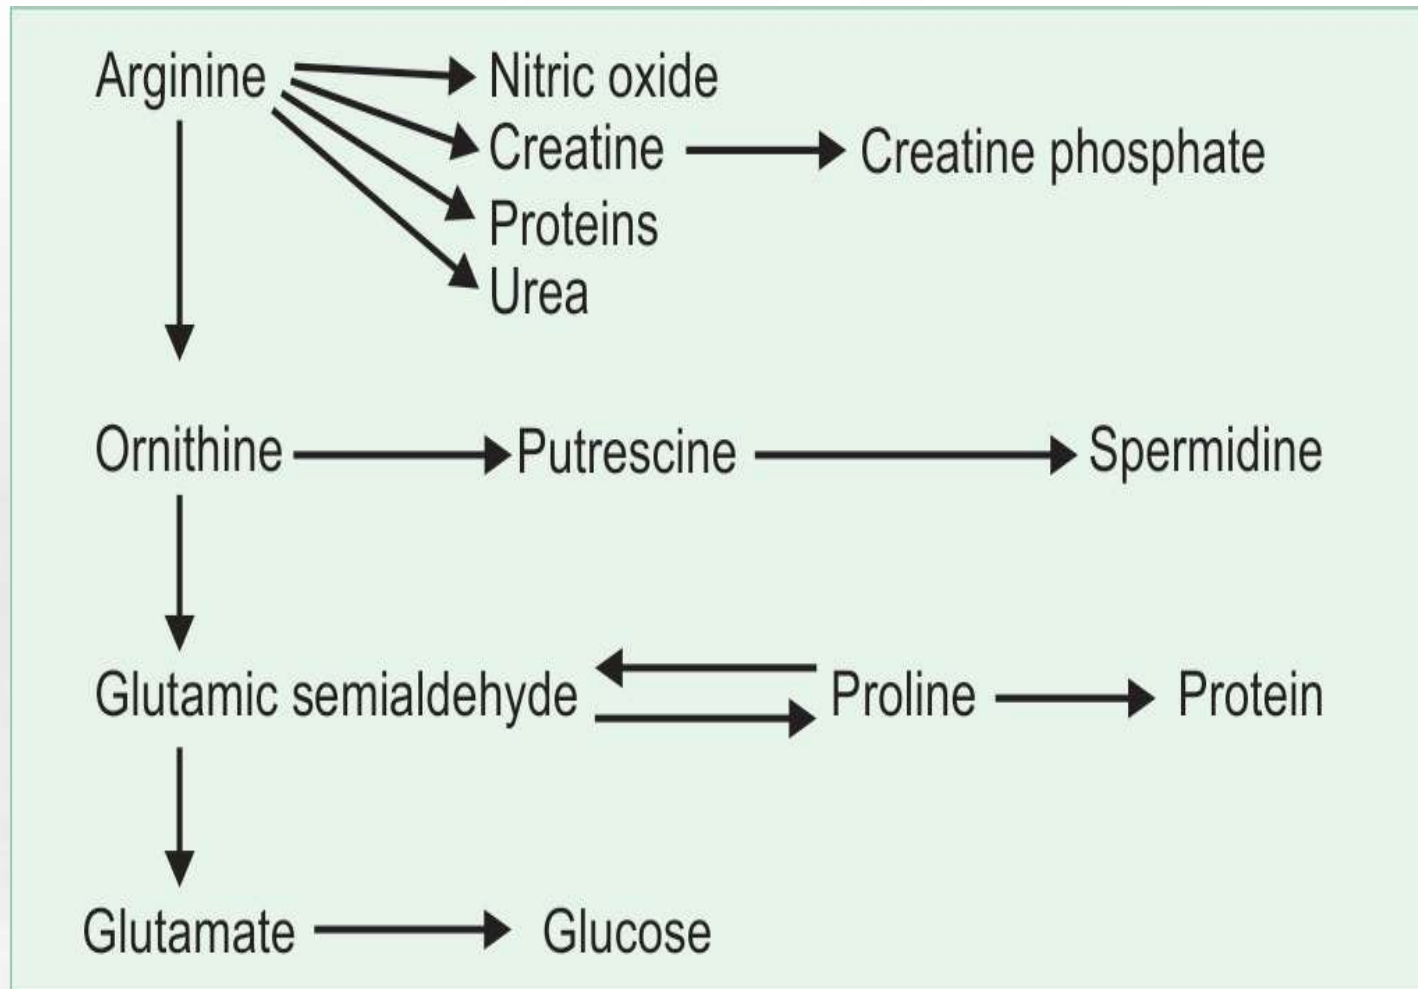 Arginine Nitric oxide
Creatine Creatine phosphate
Proteins
Urea
Ornithine Putrescine Spermidine
Glutamic semialdehyde Proline Protein
Glutamate Glucose